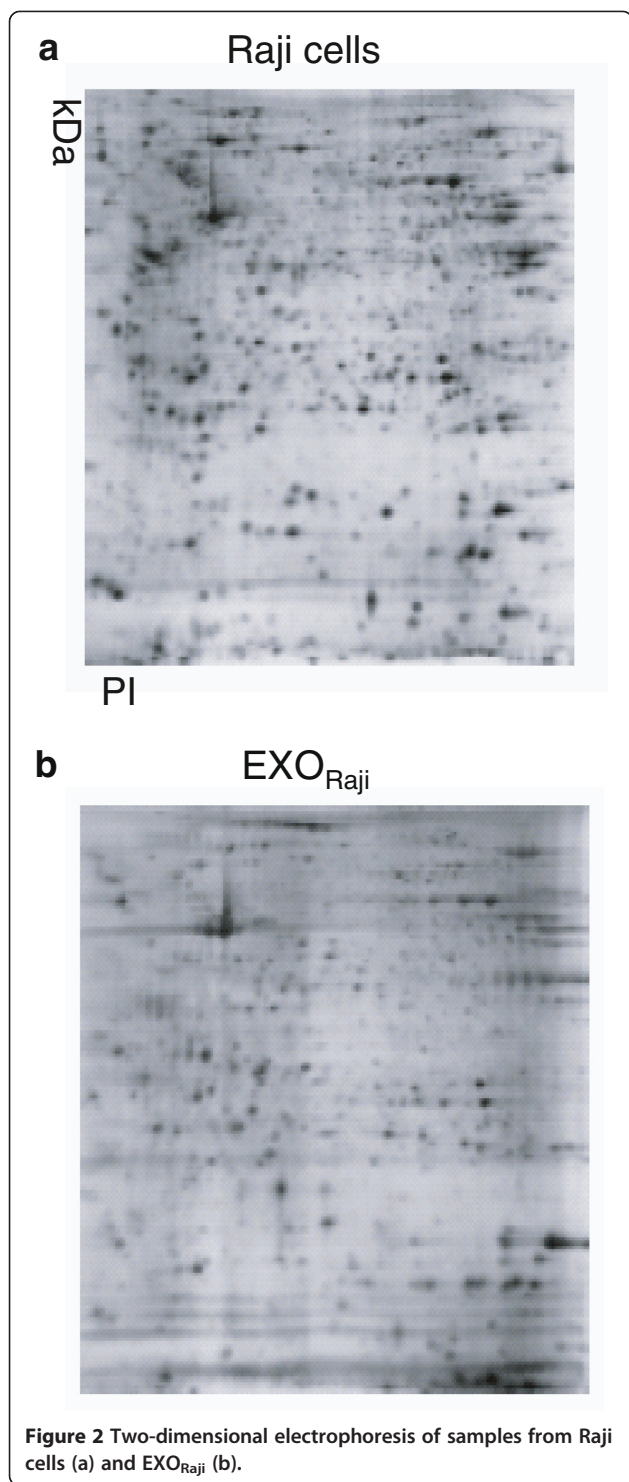 a
Raji cells
kDa
PI
b
EXORaji
Figure 2 Two-dimensional electrophoresis of samples from Raji
cells (a) and EXORaji (b).